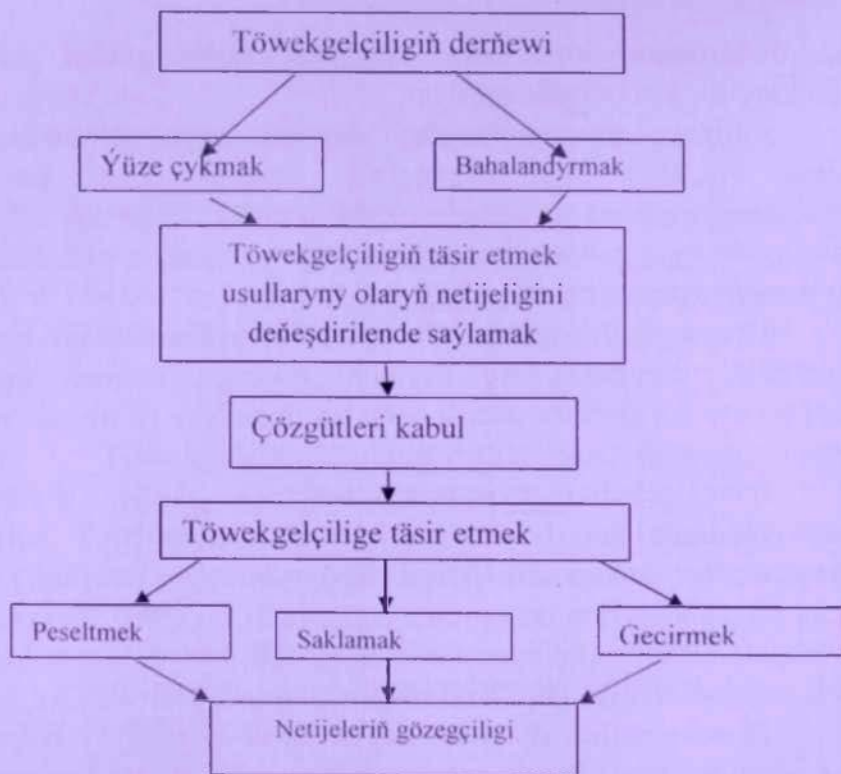 Töwekgelçiligiň derňewi
Ýüze çykmak
Bahalandyrmak
Töwekgelçiligiň täsir etmek
usullaryny olaryň netijeligini
deňeşdirilende saýlamak
Çözgütleri kabul
Töwekgelçilige täsir etmek
Peseltmek
Saklamak
Gecirmek
Netijeleriň gözegçiligi